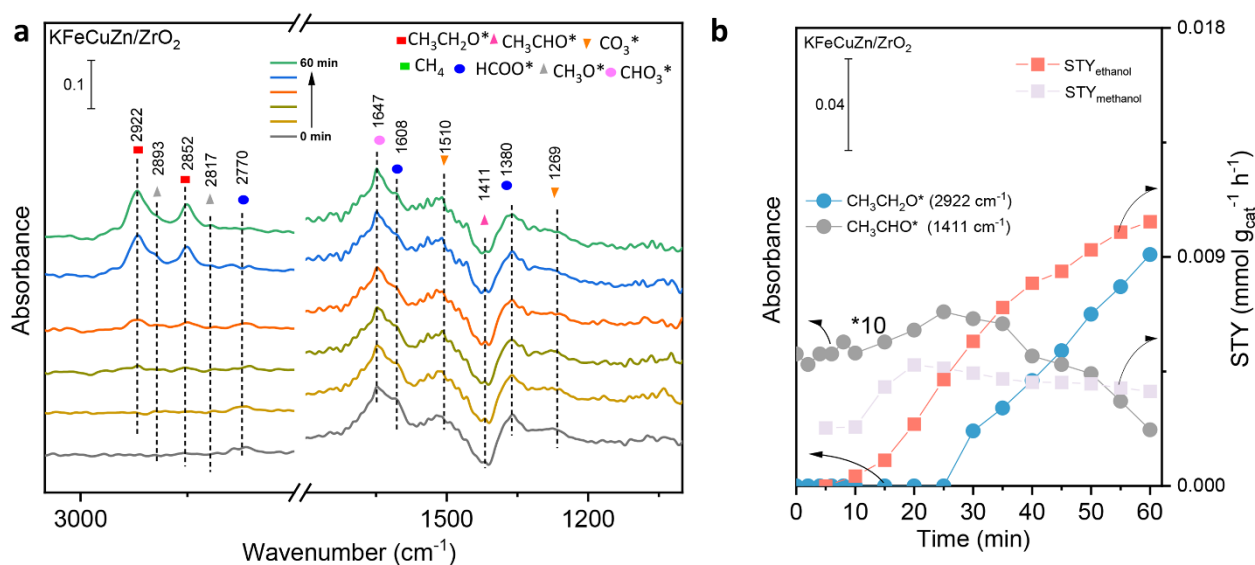 a
KFeCuZn/ZrO₂
CH₃CH₂O* CH₃CHO* CO₃*
CH₄ HCOO* CH₃O* CHO₃*
60 min
0 min
0.1
2922
2893
2852
2817
2770
1647
1608
1510
1411
1380
1269
Absorbance
3000
1500
1200
Wavenumber (cm⁻¹)
b
KFeCuZn/ZrO₂
0.04
STY_ethanol
STY_methanol
CH₃CH₂O* (2922 cm⁻¹)
CH₃CHO* (1411 cm⁻¹)
*10
Absorbance
0.018
0.009
0.000
STY (mmol g_cat⁻¹ h⁻¹)
0 10 20 30 40 50 60
Time (min)